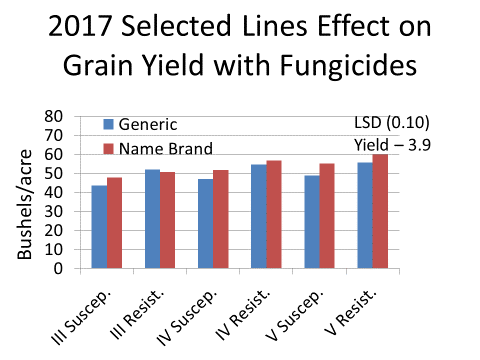 2017 Selected Lines Effect on
Grain Yield with Fungicides
Bushels/acre
80
70
60
50
40
30
20
10
0
Generic
Name Brand
LSD (0.10)
Yield – 3.9
III Suscep.
III Resist.
IV Suscep.
IV Resist.
V Suscep.
V Resist.